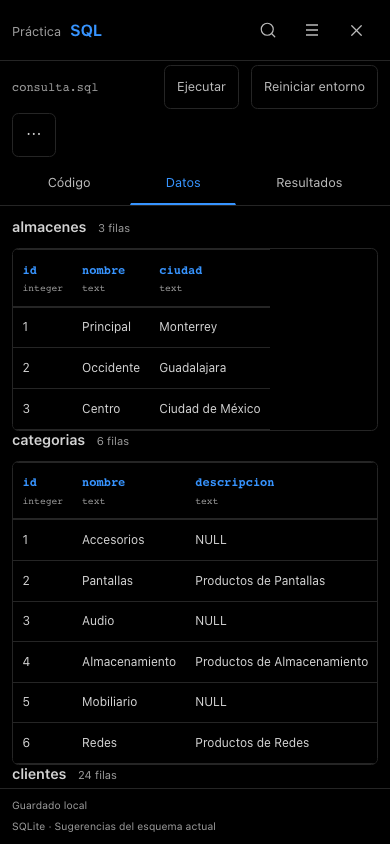 Práctica SQL
consulta.sql Ejecutar Reiniciar entorno
...
Código Datos Resultados
almacenes 3 filas
id nombre ciudad
integer text text
1 Principal Monterrey
2 Occidente Guadalajara
3 Centro Ciudad de México
categorias 6 filas
id nombre descripcion
integer text text
1 Accesorios NULL
2 Pantallas Productos de Pantallas
3 Audio NULL
4 Almacenamiento Productos de Almacenamiento
5 Mobiliario NULL
6 Redes Productos de Redes
clientes 24 filas
Guardado local
SQLite · Sugerencias del esquema actual